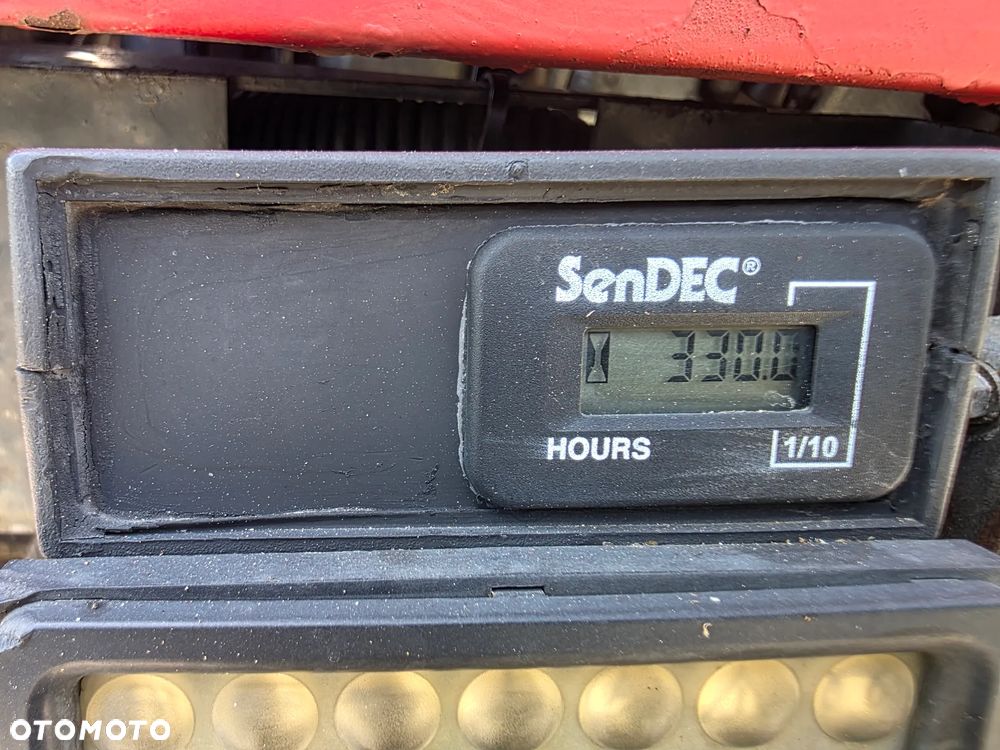 SenDEC®
330.0
HOURS
1/10
OTOMOTO